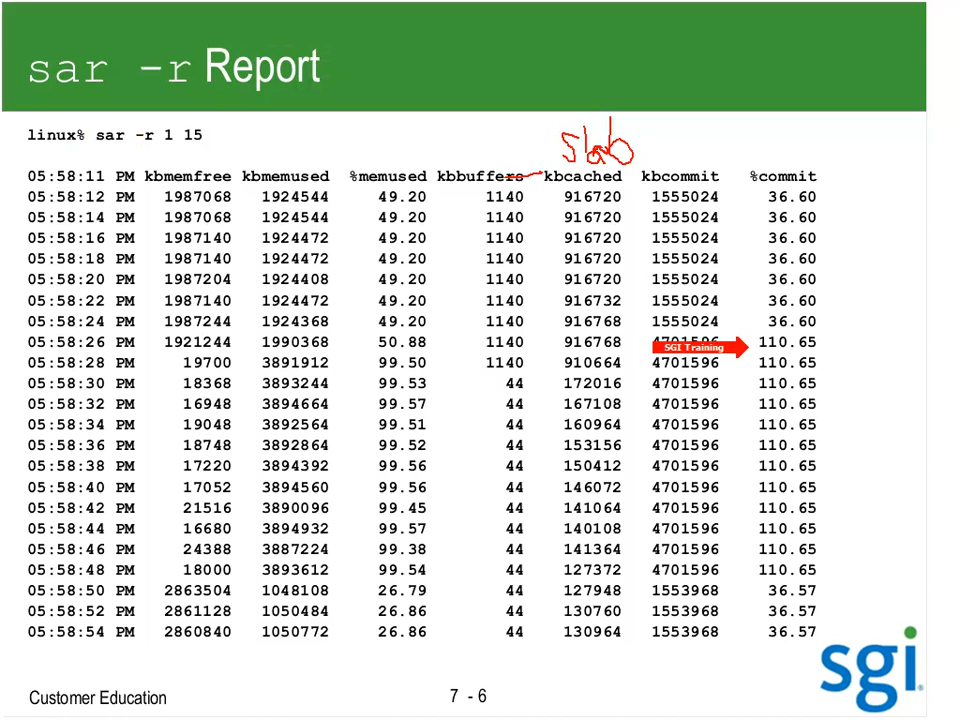 sar -r Report
linux% sar -r 1 15
slab
05:58:11 PM kbmemfree kbmemused %memused kbbuffers kbcached kbcommit %commit
05:58:12 PM 1987068 1924544 49.20 1140 916720 1555024 36.60
05:58:14 PM 1987068 1924544 49.20 1140 916720 1555024 36.60
05:58:16 PM 1987140 1924472 49.20 1140 916720 1555024 36.60
05:58:18 PM 1987140 1924472 49.20 1140 916720 1555024 36.60
05:58:20 PM 1987204 1924408 49.20 1140 916720 1555024 36.60
05:58:22 PM 1987140 1924472 49.20 1140 916732 1555024 36.60
05:58:24 PM 1987244 1924368 49.20 1140 916768 1555024 36.60
05:58:26 PM 1921244 1990368 50.88 1140 916768 4701596 110.65
SGI Training
05:58:28 PM 19700 3891912 99.50 1140 910664 4701596 110.65
05:58:30 PM 18368 3893244 99.53 44 172016 4701596 110.65
05:58:32 PM 16948 3894664 99.57 44 167108 4701596 110.65
05:58:34 PM 19048 3892564 99.51 44 160964 4701596 110.65
05:58:36 PM 18748 3892864 99.52 44 153156 4701596 110.65
05:58:38 PM 17220 3894392 99.56 44 150412 4701596 110.65
05:58:40 PM 17052 3894560 99.56 44 146072 4701596 110.65
05:58:42 PM 21516 3890096 99.45 44 141064 4701596 110.65
05:58:44 PM 16680 3894932 99.57 44 140108 4701596 110.65
05:58:46 PM 24388 3887224 99.38 44 141364 4701596 110.65
05:58:48 PM 18000 3893612 99.54 44 127372 4701596 110.65
05:58:50 PM 2863504 1048108 26.79 44 127948 1553968 36.57
05:58:52 PM 2861128 1050484 26.86 44 130760 1553968 36.57
05:58:54 PM 2860840 1050772 26.86 44 130964 1553968 36.57
sgi
Customer Education
7 - 6